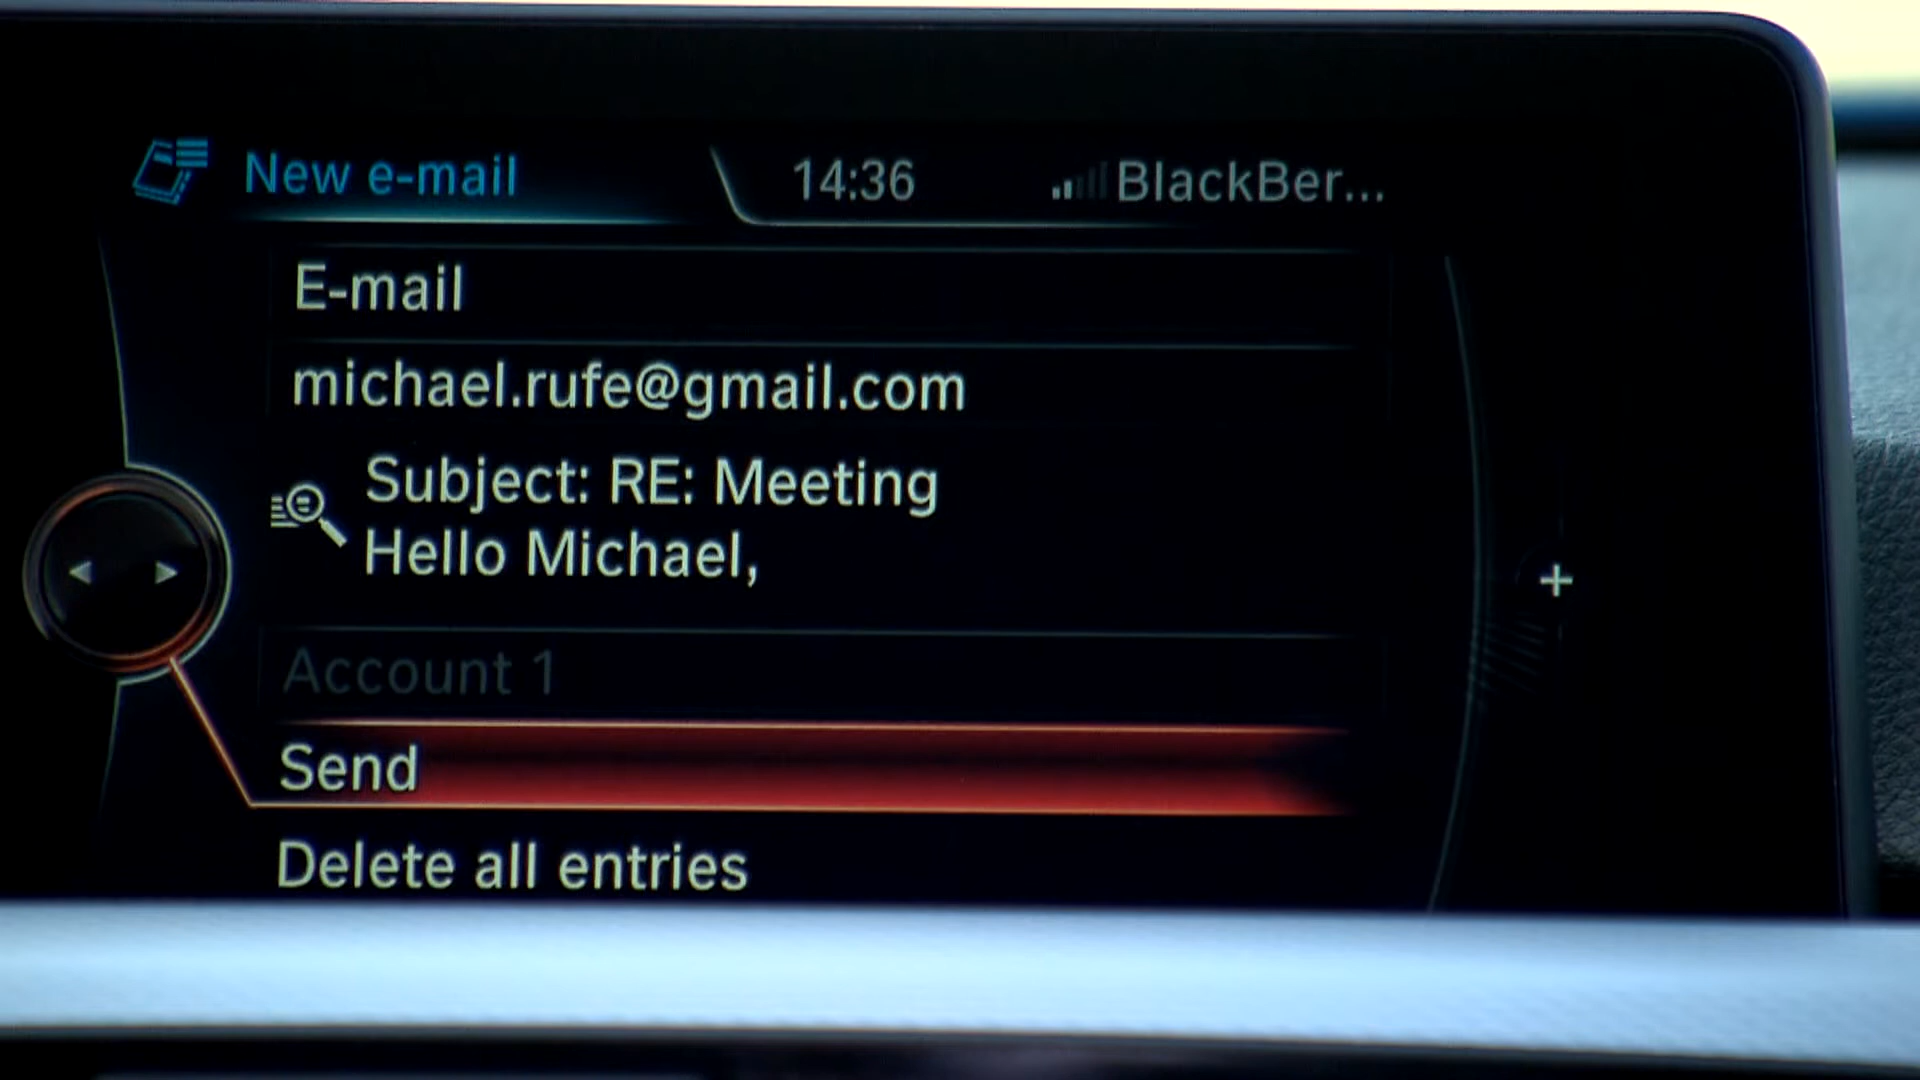 New e-mail 14:36 BlackBer...
E-mail
michael.rufe@gmail.com
Subject: RE: Meeting
Hello Michael,
Account 1
Send
Delete all entries